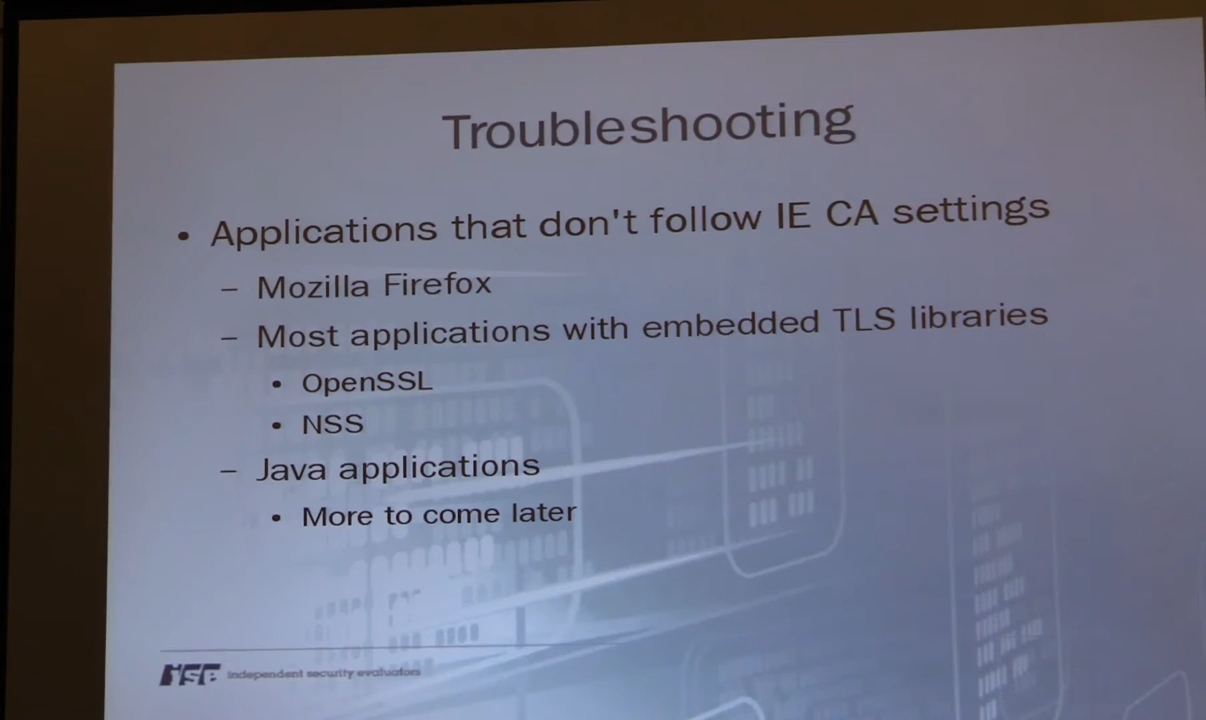 Troubleshooting
• Applications that don't follow IE CA settings
– Mozilla Firefox
– Most applications with embedded TLS libraries
• OpenSSL
• NSS
– Java applications
• More to come later
ise independent security evaluators